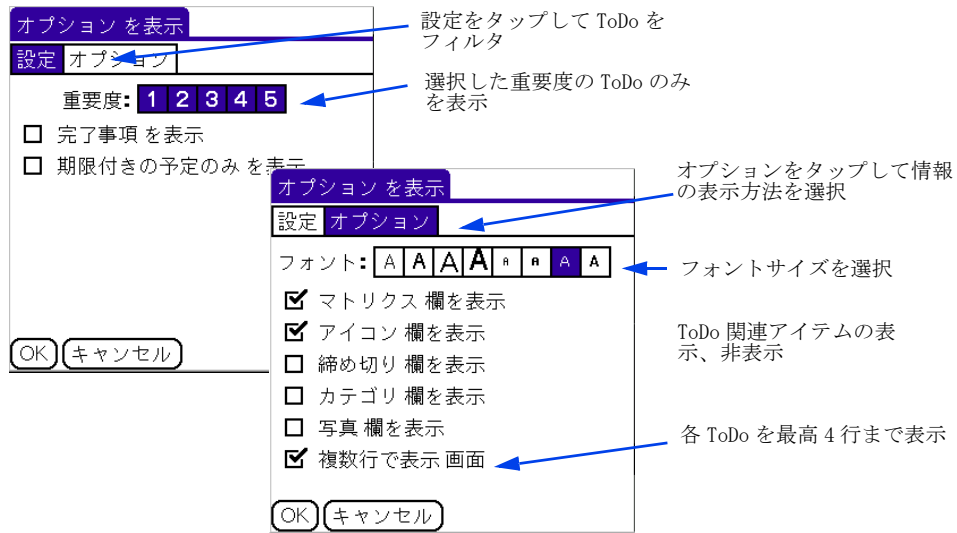 オプション を表示
設定 オプション
重要度: 1 2 3 4 5
完了事項 を表示
期限付きの予定のみ を表示
OK キャンセル
設定をタップして ToDo を
フィルタ
選択した重要度の ToDo のみ
を表示
オプション を表示
設定 オプション
フォント: A A A A A A A A
マトリクス 欄を表示
アイコン 欄を表示
締め切り 欄を表示
カテゴリ 欄を表示
写真 欄を表示
複数行で表示 画面
OK キャンセル
オプションをタップして情報
の表示方法を選択
フォントサイズを選択
ToDo 関連アイテムの表
示、非表示
各 ToDo を最高 4 行まで表示